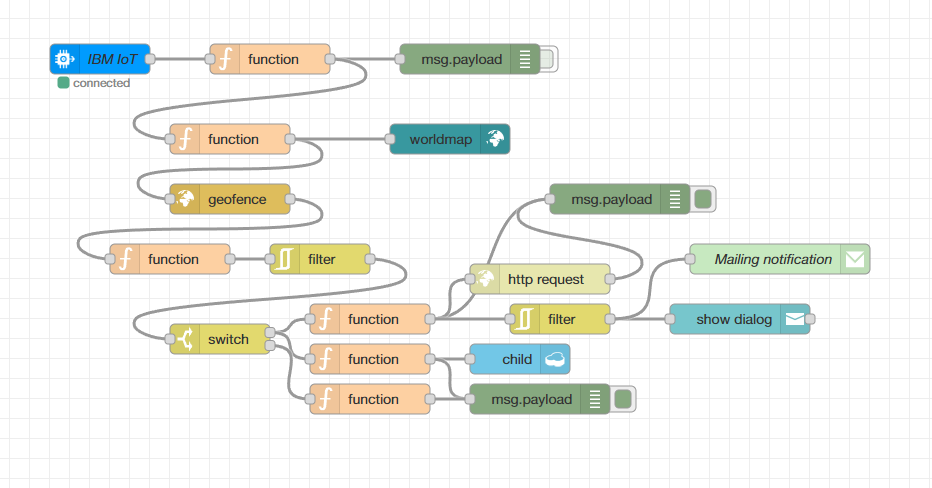 IBM IoT
function
msg.payload
connected
function
worldmap
geofence
msg.payload
function
filter
Mailing notification
http request
function
filter
show dialog
switch
function
child
function
msg.payload